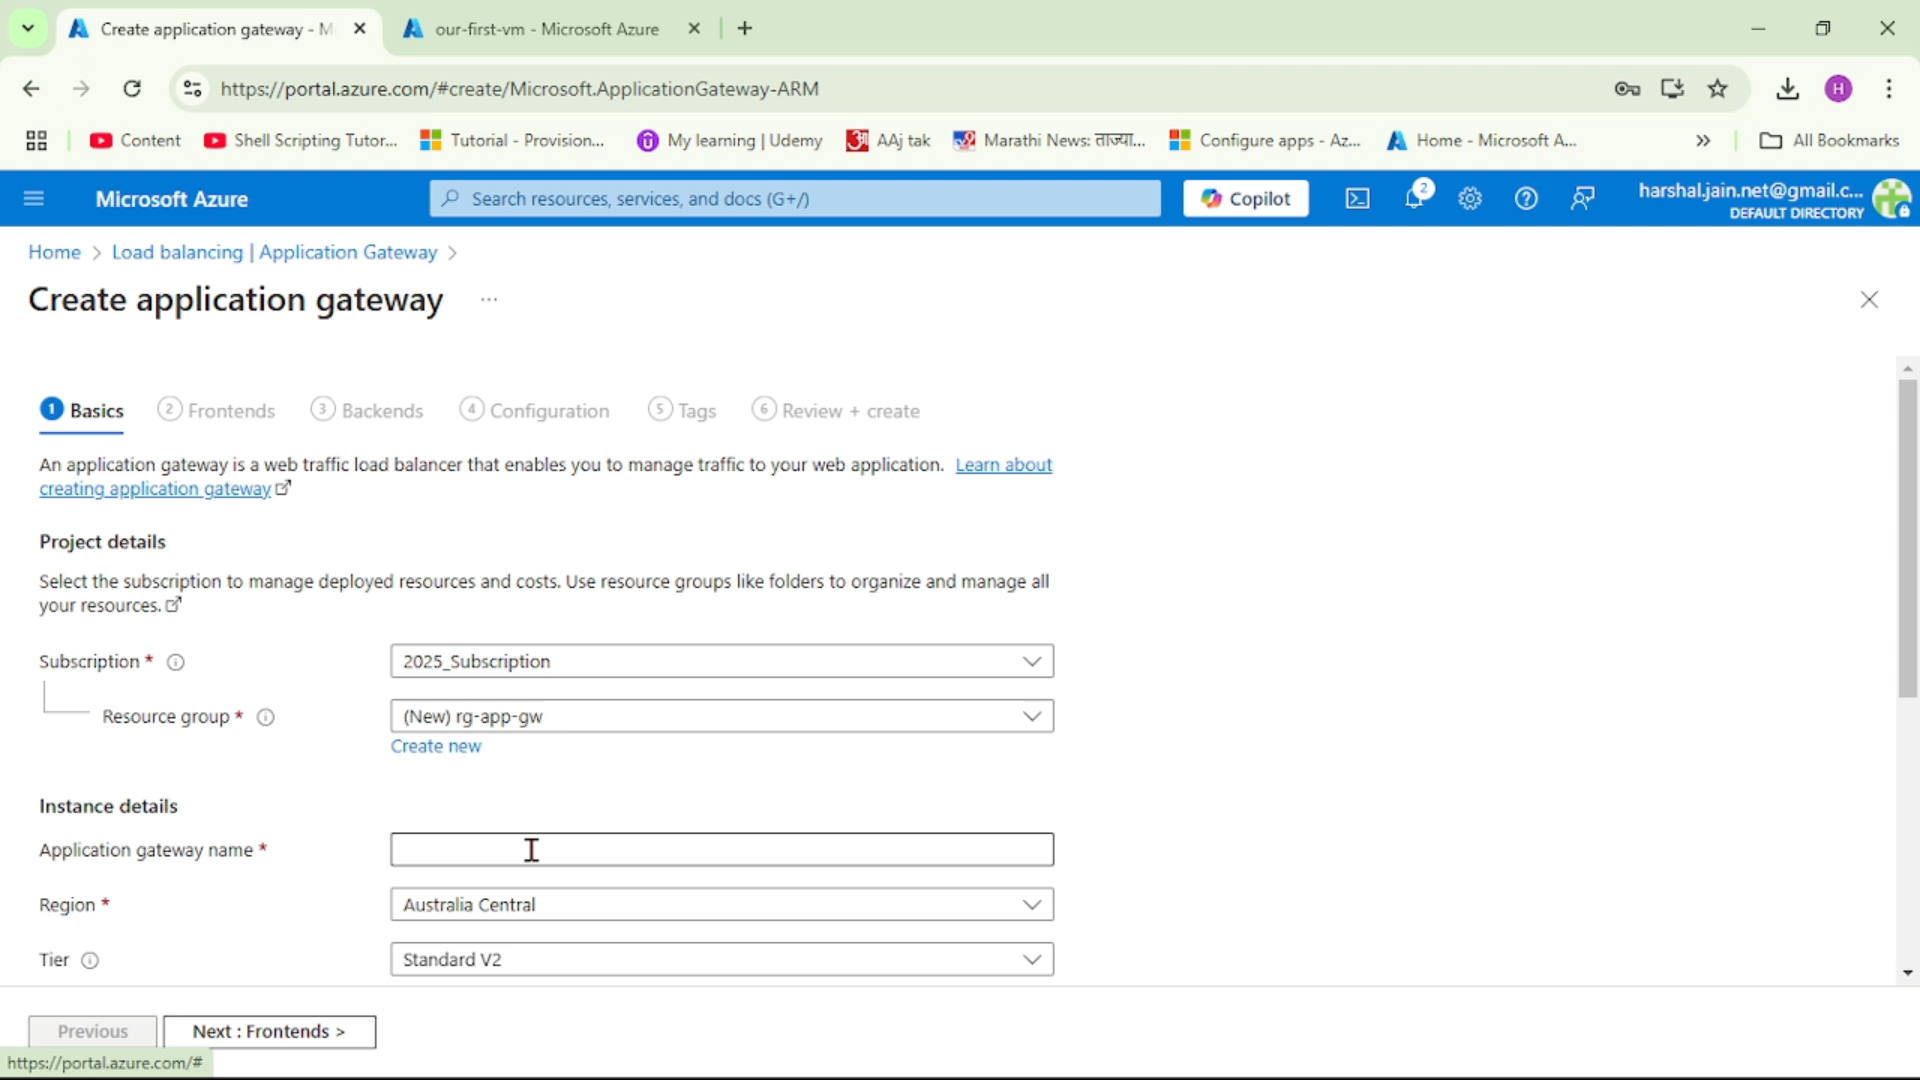 Create application gateway - M
our-first-vm - Microsoft Azure
https://portal.azure.com/#create/Microsoft.ApplicationGateway-ARM
H
Content
Shell Scripting Tutor...
Tutorial - Provision...
My learning | Udemy
AAj tak
Marathi News: ताज्या...
Configure apps - Az...
Home - Microsoft A...
All Bookmarks
Microsoft Azure
Search resources, services, and docs (G+/)
Copilot
2
harshal.jain.net@gmail.c...
DEFAULT DIRECTORY
Home > Load balancing | Application Gateway >
Create application gateway ...
1 Basics
2 Frontends
3 Backends
4 Configuration
5 Tags
6 Review + create
An application gateway is a web traffic load balancer that enables you to manage traffic to your web application. Learn about
creating application gateway
Project details
Select the subscription to manage deployed resources and costs. Use resource groups like folders to organize and manage all
your resources.
Subscription *
2025_Subscription
Resource group *
(New) rg-app-gw
Create new
Instance details
Application gateway name *
Region *
Australia Central
Tier
Standard V2
Previous
Next : Frontends >
https://portal.azure.com/#